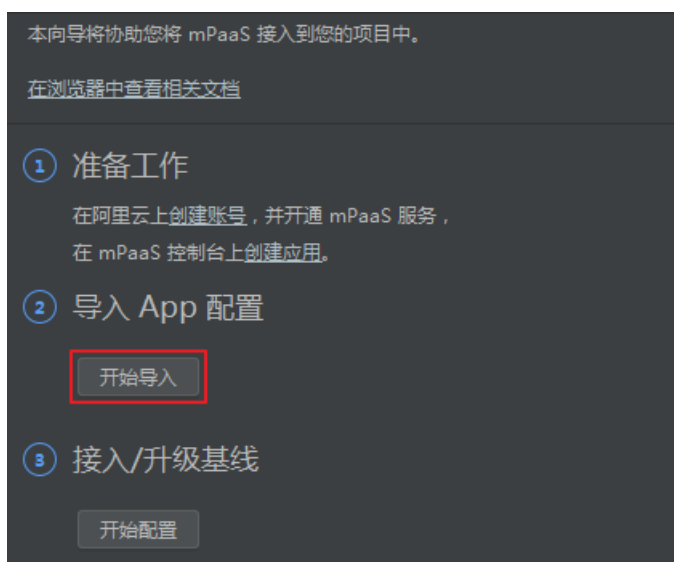 本向导将协助您将 mPaaS 接入到您的项目中。
在浏览器中查看相关文档
1 准备工作
在阿里云上创建账号，并开通 mPaaS 服务，
在 mPaaS 控制台上创建应用。
2 导入 App 配置
开始导入
3 接入/升级基线
开始配置